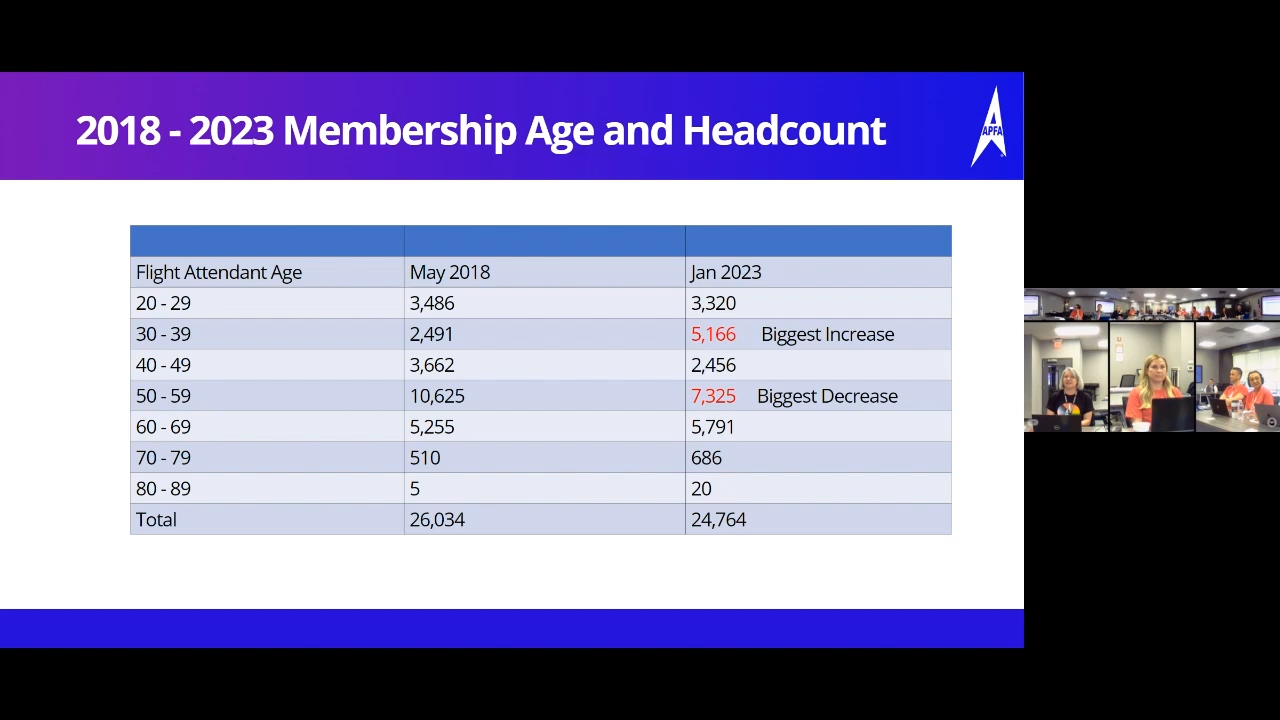 2018 - 2023 Membership Age and Headcount
APFA
Flight Attendant Age May 2018 Jan 2023
20 - 29 3,486 3,320
30 - 39 2,491 5,166 Biggest Increase
40 - 49 3,662 2,456
50 - 59 10,625 7,325 Biggest Decrease
60 - 69 5,255 5,791
70 - 79 510 686
80 - 89 5 20
Total 26,034 24,764